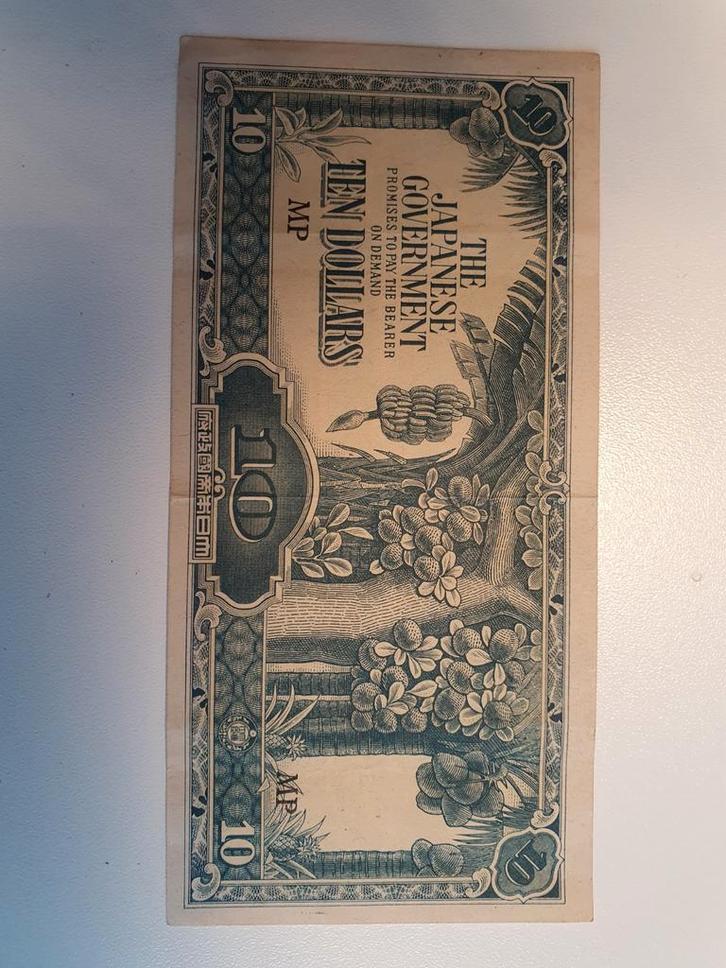 10
10
THE
JAPANESE
GOVERNMENT
PROMISES TO PAY THE BEARER
ON DEMAND
TEN DOLLARS
MP
MP
10
10
10
大日本帝國政府